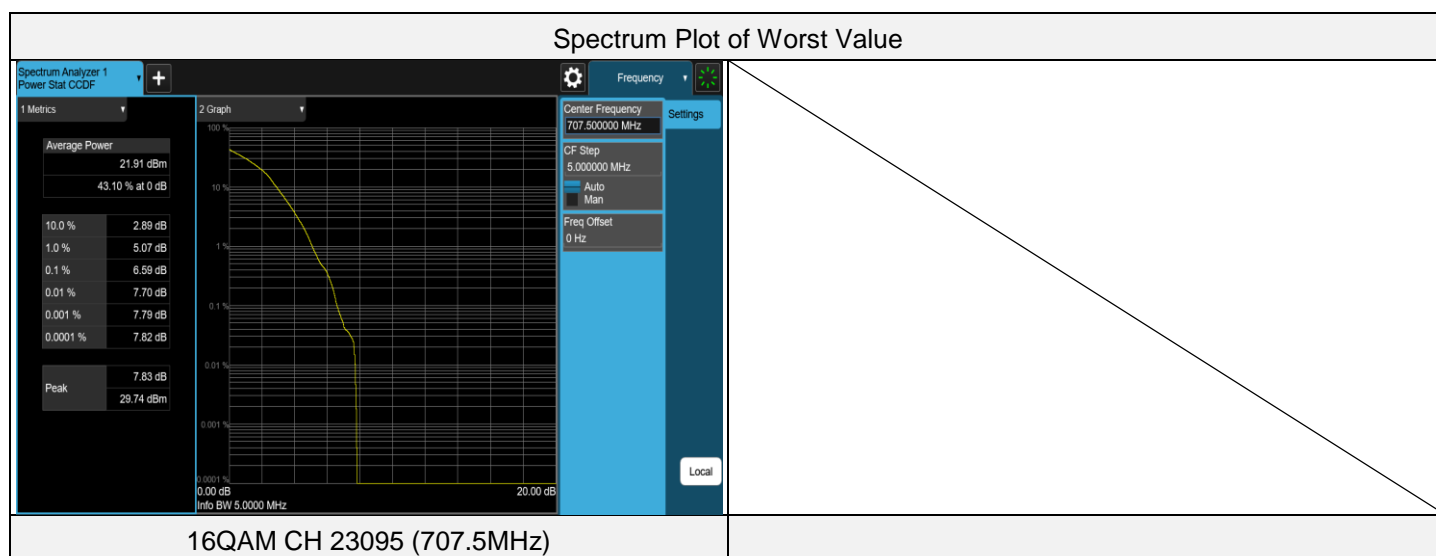 Spectrum Plot of Worst Value
Spectrum Analyzer 1
Power Stat CCDF
+
Frequency
1 Metrics
2 Graph
Average Power
21.91 dBm
43.10 % at 0 dB
10.0 % 2.89 dB
1.0 % 5.07 dB
0.1 % 6.59 dB
0.01 % 7.70 dB
0.001 % 7.79 dB
0.0001 % 7.82 dB
Peak 7.83 dB
29.74 dBm
100 %
10 %
1 %
0.1 %
0.01 %
0.001 %
0.0001 %
0.00 dB 20.00 dB
Info BW 5.0000 MHz
Center Frequency
707.500000 MHz
Settings
CF Step
5.000000 MHz
Auto
Man
Freq Offset
0 Hz
Local
16QAM CH 23095 (707.5MHz)